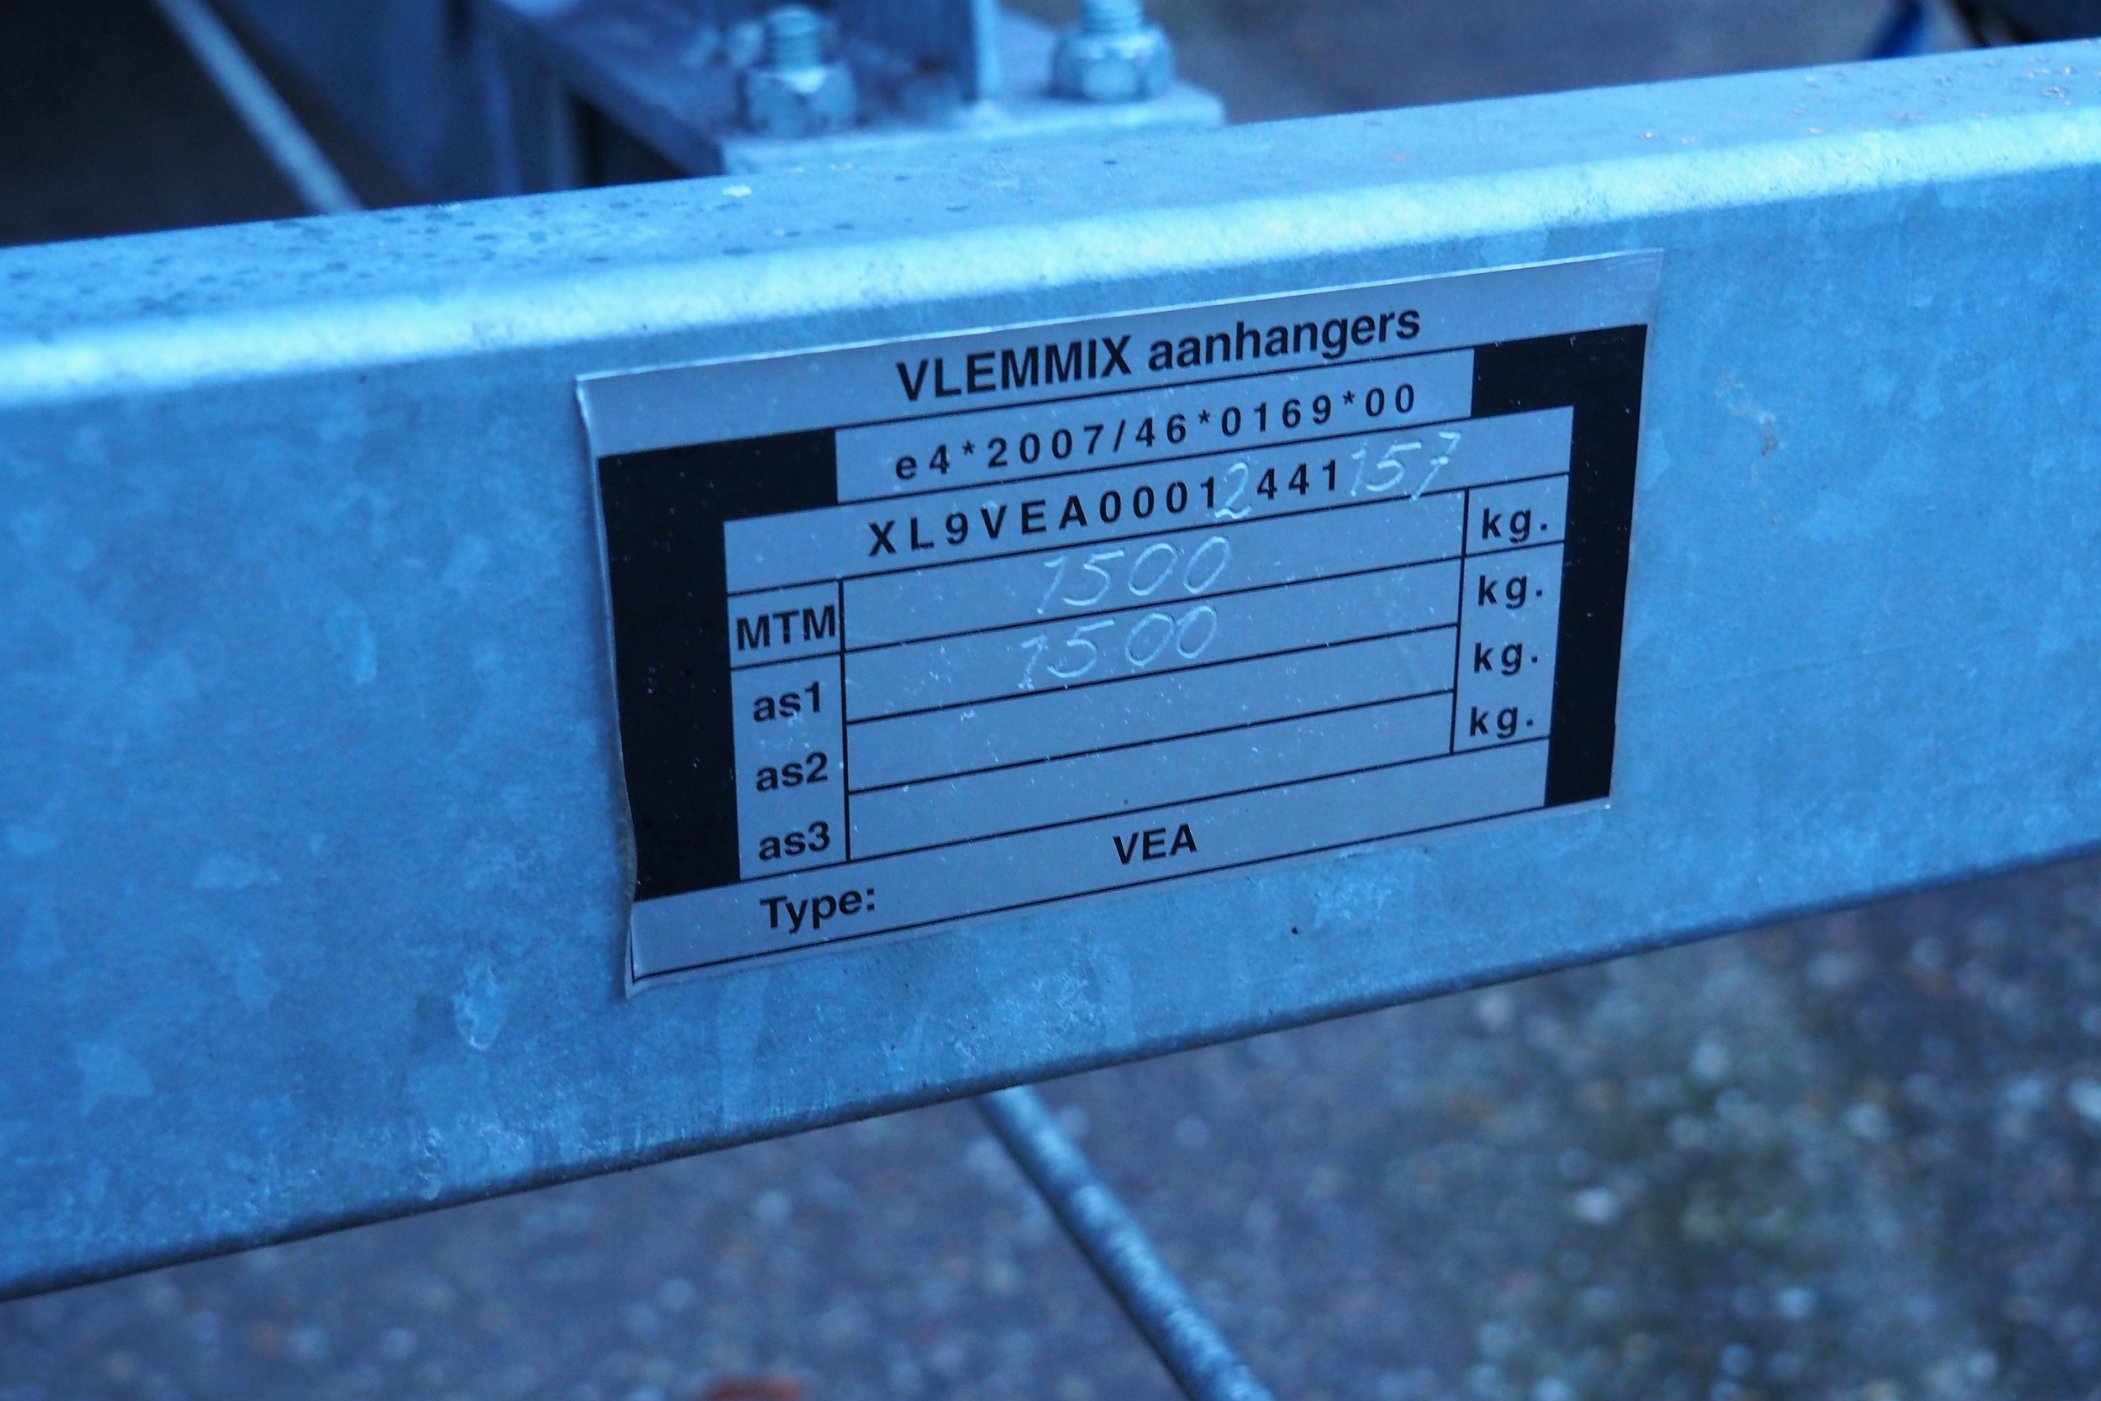 VLEMMIX aanhangers
e4*2007/46*0169*00
XL9VEA00012441157
MTM 1500 kg.
as1 1500 kg.
as2 kg.
as3 kg.
Type: VEA